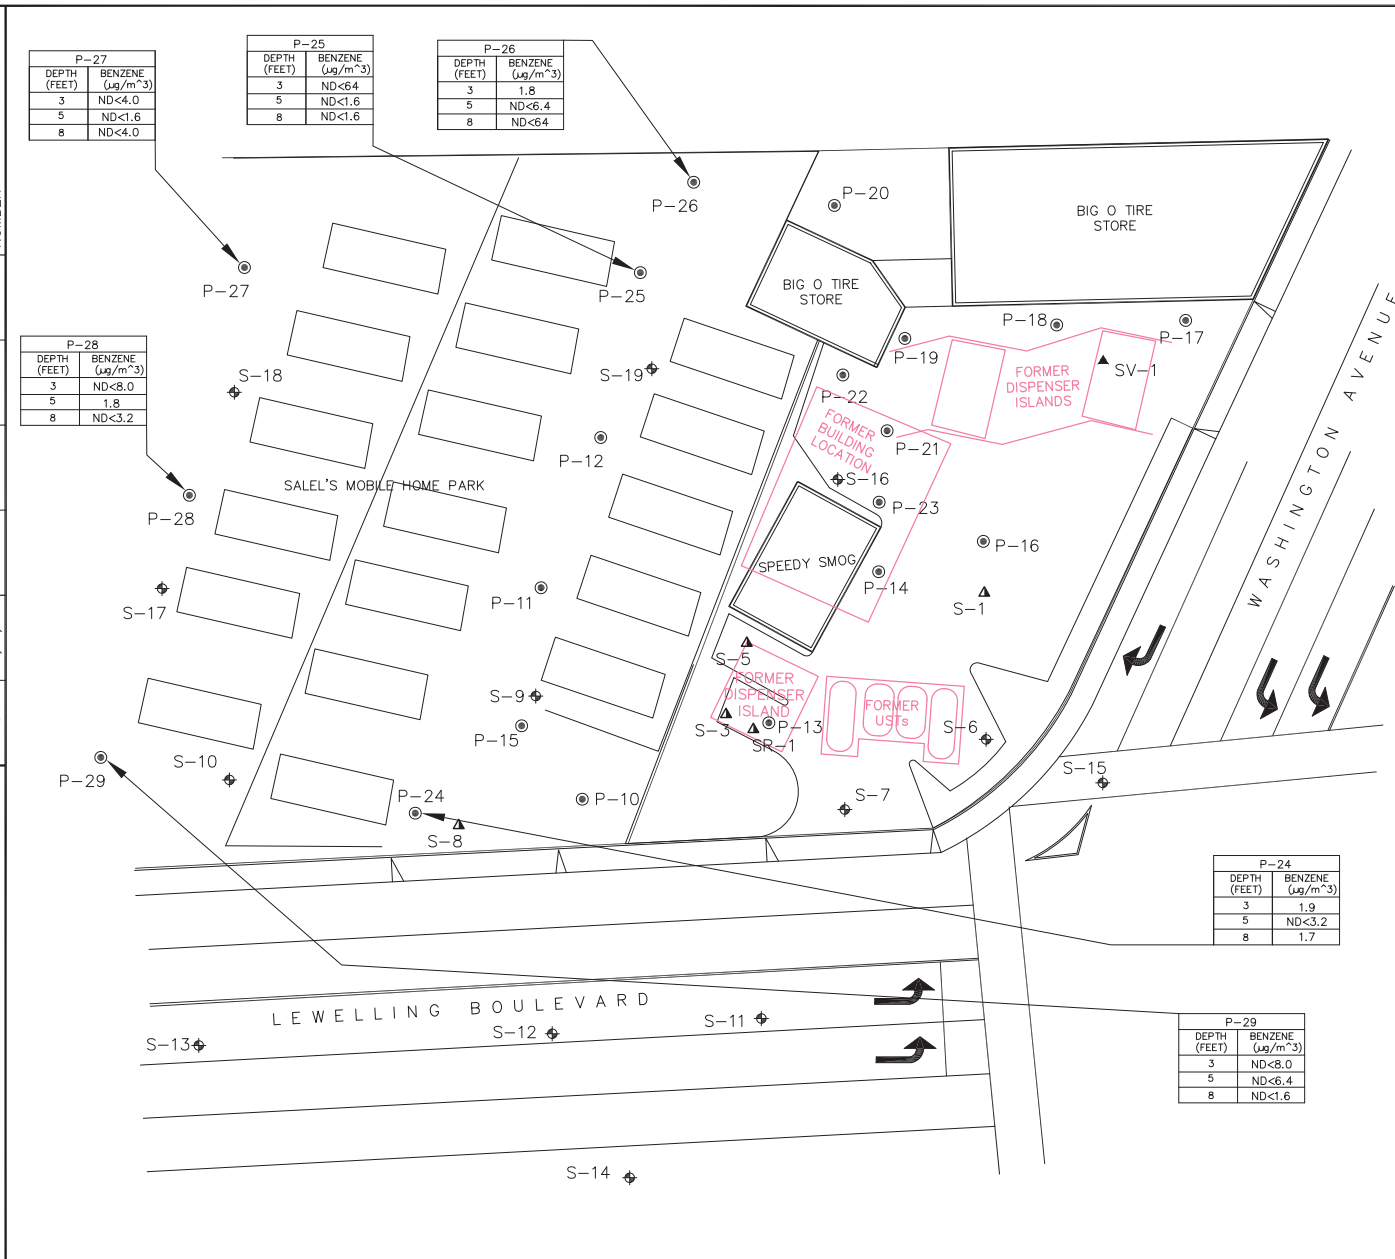 P-27
DEPTH (FEET) BENZENE (µg/m^3)
3 ND<4.0
5 ND<1.6
8 ND<4.0
P-25
DEPTH (FEET) BENZENE (µg/m^3)
3 ND<64
5 ND<1.6
8 ND<1.6
P-26
DEPTH (FEET) BENZENE (µg/m^3)
3 1.8
5 ND<6.4
8 ND<64
P-28
DEPTH (FEET) BENZENE (µg/m^3)
3 ND<8.0
5 1.8
8 ND<3.2
P-26
P-20
BIG O TIRE
STORE
P-27
P-25
BIG O TIRE
STORE
P-18
P-17
P-19
S-18
S-19
P-22
FORMER
DISPENSER
ISLANDS
SV-1
WASHINGTON AVENUE
P-12
FORMER
BUILDING
LOCATION
P-21
SALEL'S MOBILE HOME PARK
S-16
P-28
P-23
P-16
SPEEDY SMOG
P-14
S-17
P-11
S-1
S-5
FORMER
DISPENSER
ISLAND
S-9
FORMER
USTs
S-3
P-13
S-6
P-15
SR-1
P-29
S-10
S-15
P-24
P-10
S-7
S-8
P-24
DEPTH (FEET) BENZENE (µg/m^3)
3 1.9
5 ND<3.2
8 1.7
LEWELLING BOULEVARD
S-13
S-12
S-11
P-29
DEPTH (FEET) BENZENE (µg/m^3)
3 ND<8.0
5 ND<6.4
8 ND<1.6
S-14